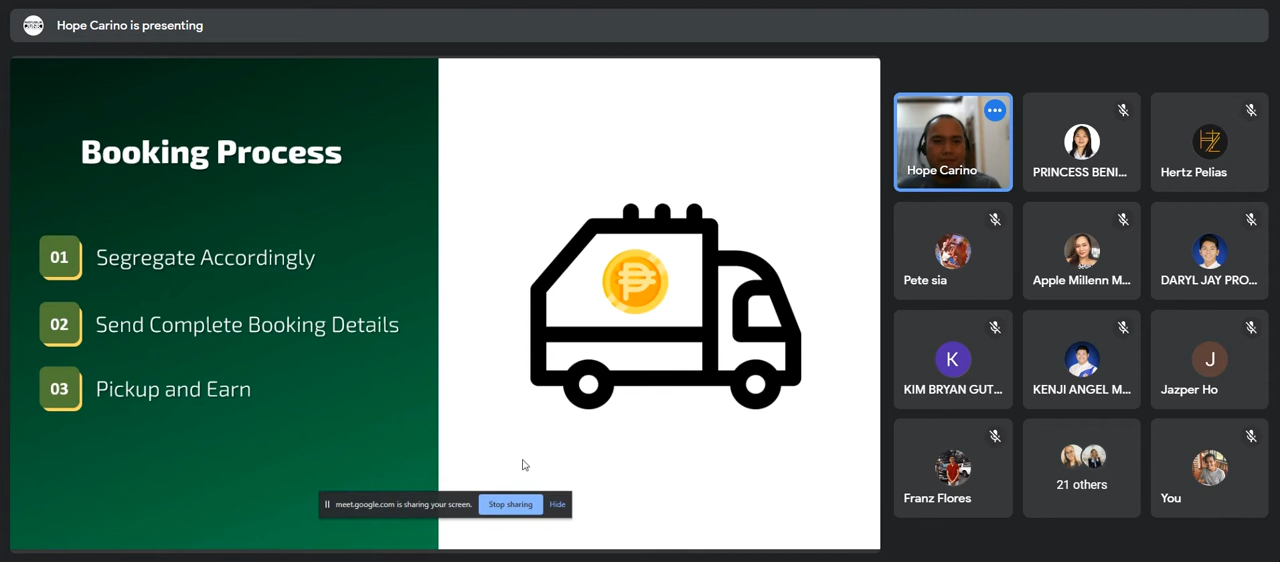 Hope Carino is presenting
Booking Process
01 Segregate Accordingly
02 Send Complete Booking Details
03 Pickup and Earn
meet.google.com is sharing your screen. Stop sharing Hide
Hope Carino
PRINCESS BENI...
Hertz Pelias
Pete sia
Apple Millenn M...
DARYL JAY PRO...
K
KIM BRYAN GUT...
KENJI ANGEL M...
J
Jazper Ho
Franz Flores
21 others
You